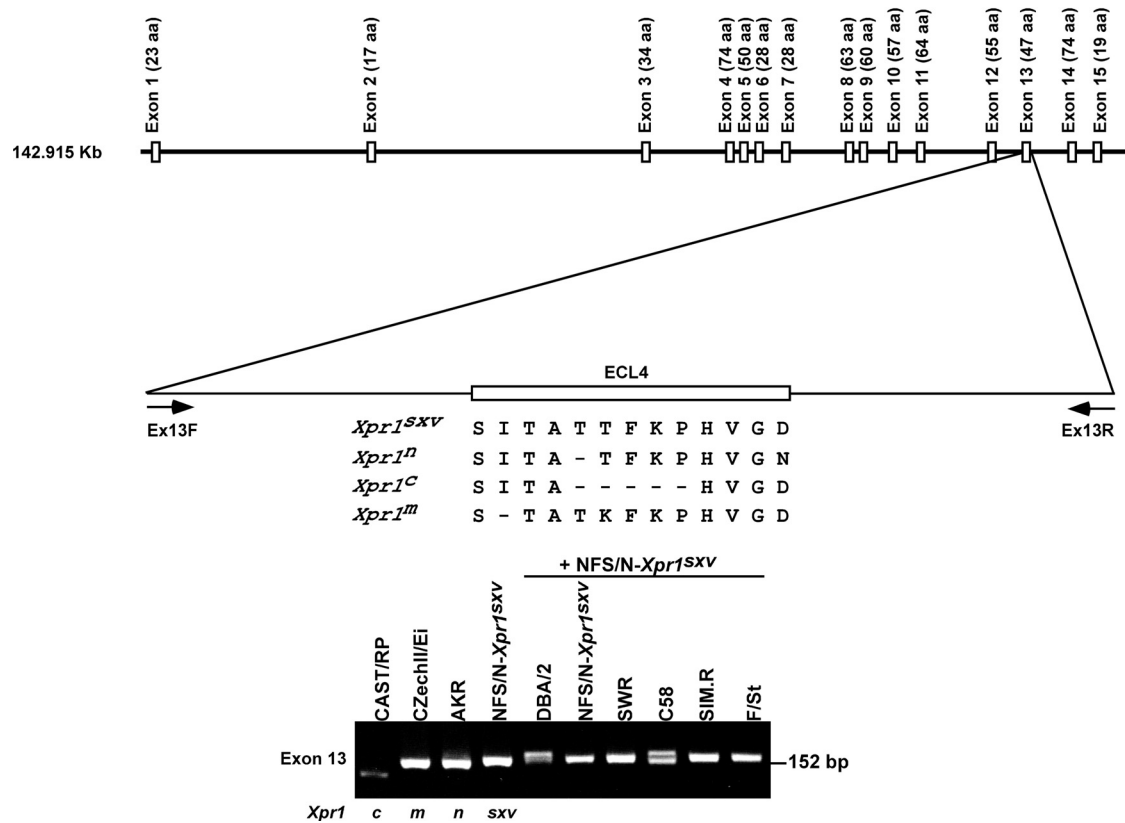 Exon 1 (23 aa)
Exon 2 (17 aa)
Exon 3 (34 aa)
Exon 4 (74 aa)
Exon 5 (50 aa)
Exon 6 (28 aa)
Exon 7 (28 aa)
Exon 8 (63 aa)
Exon 9 (60 aa)
Exon 10 (57 aa)
Exon 11 (64 aa)
Exon 12 (55 aa)
Exon 13 (47 aa)
Exon 14 (74 aa)
Exon 15 (19 aa)
142.915 Kb
ECL4
Ex13F
Ex13R
Xpr1sxv S I T A T T F K P H V G D
Xpr1n S I T A - T F K P H V G N
Xpr1c S I T A - - - - - H V G D
Xpr1m S - T A T K F K P H V G D
+ NFS/N-Xpr1sxv
CAST/RP
CZechII/Ei
AKR
NFS/N-Xpr1sxv
DBA/2
NFS/N-Xpr1sxv
SWR
C58
SIM.R
F/St
Exon 13
152 bp
Xpr1 c m n sxv